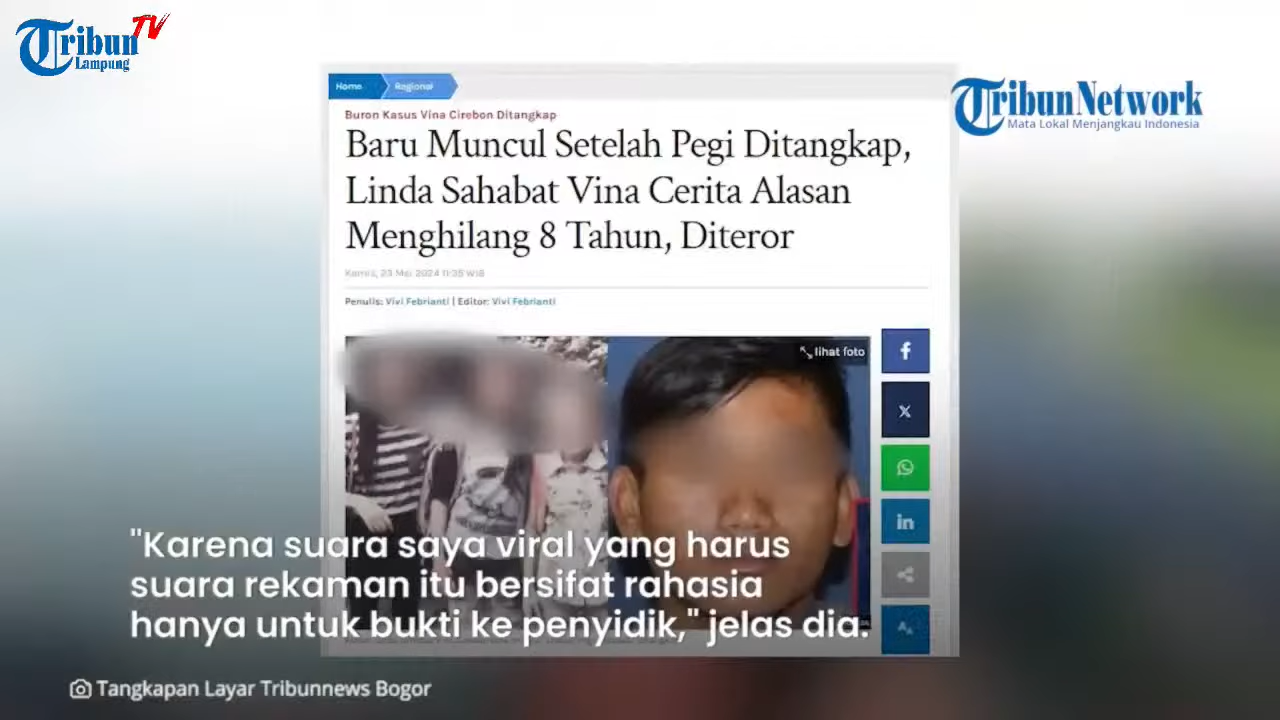 Tribun TV
Lampung
Home Regional
TribunNetwork
Mata Lokal Menjangkau Indonesia
Buron Kasus Vina Cirebon Ditangkap
Baru Muncul Setelah Pegi Ditangkap,
Linda Sahabat Vina Cerita Alasan
Menghilang 8 Tahun, Diteror
Kamis, 23 Mei 2024 11:35 WIB
Penulis: Vivi Febrianti | Editor: Vivi Febrianti
lihat foto
"Karena suara saya viral yang harus
suara rekaman itu bersifat rahasia
hanya untuk bukti ke penyidik," jelas dia.
Tangkapan Layar Tribunnews Bogor